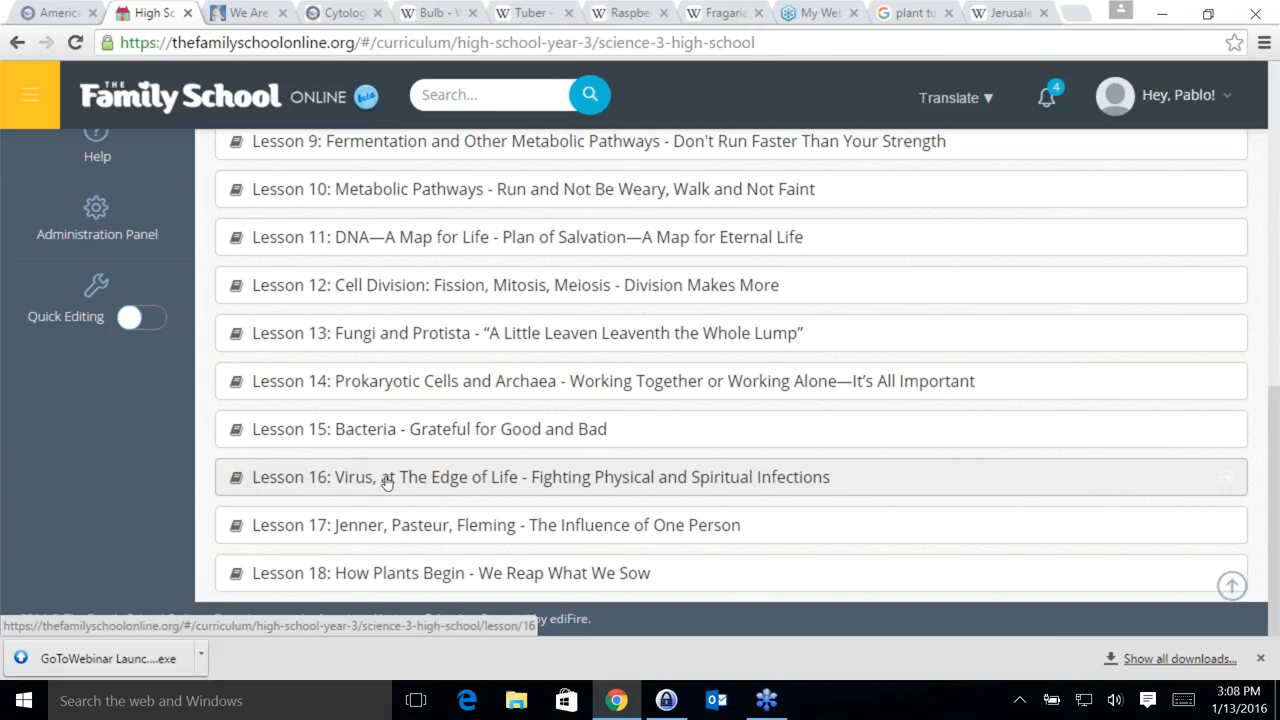 America
High Sc
We Are
Cytolog
Bulb - W
Tuber
Raspbe
Fragaria
My Web
plant tu
Jerusale
https://thefamilyschoolonline.org/#/curriculum/high-school-year-3/science-3-high-school
THE Family School ONLINE beta
Search...
Translate ▼
4
Hey, Pablo!
Help
Administration Panel
Quick Editing
Lesson 9: Fermentation and Other Metabolic Pathways - Don't Run Faster Than Your Strength
Lesson 10: Metabolic Pathways - Run and Not Be Weary, Walk and Not Faint
Lesson 11: DNA—A Map for Life - Plan of Salvation—A Map for Eternal Life
Lesson 12: Cell Division: Fission, Mitosis, Meiosis - Division Makes More
Lesson 13: Fungi and Protista - “A Little Leaven Leaventh the Whole Lump”
Lesson 14: Prokaryotic Cells and Archaea - Working Together or Working Alone—It’s All Important
Lesson 15: Bacteria - Grateful for Good and Bad
Lesson 16: Virus, at The Edge of Life - Fighting Physical and Spiritual Infections
Lesson 17: Jenner, Pasteur, Fleming - The Influence of One Person
Lesson 18: How Plants Begin - We Reap What We Sow
by ediFire.
https://thefamilyschoolonline.org/#/curriculum/high-school-year-3/science-3-high-school/lesson/16
GoToWebinar Launc....exe
Show all downloads...
Search the web and Windows
3:08 PM
1/13/2016